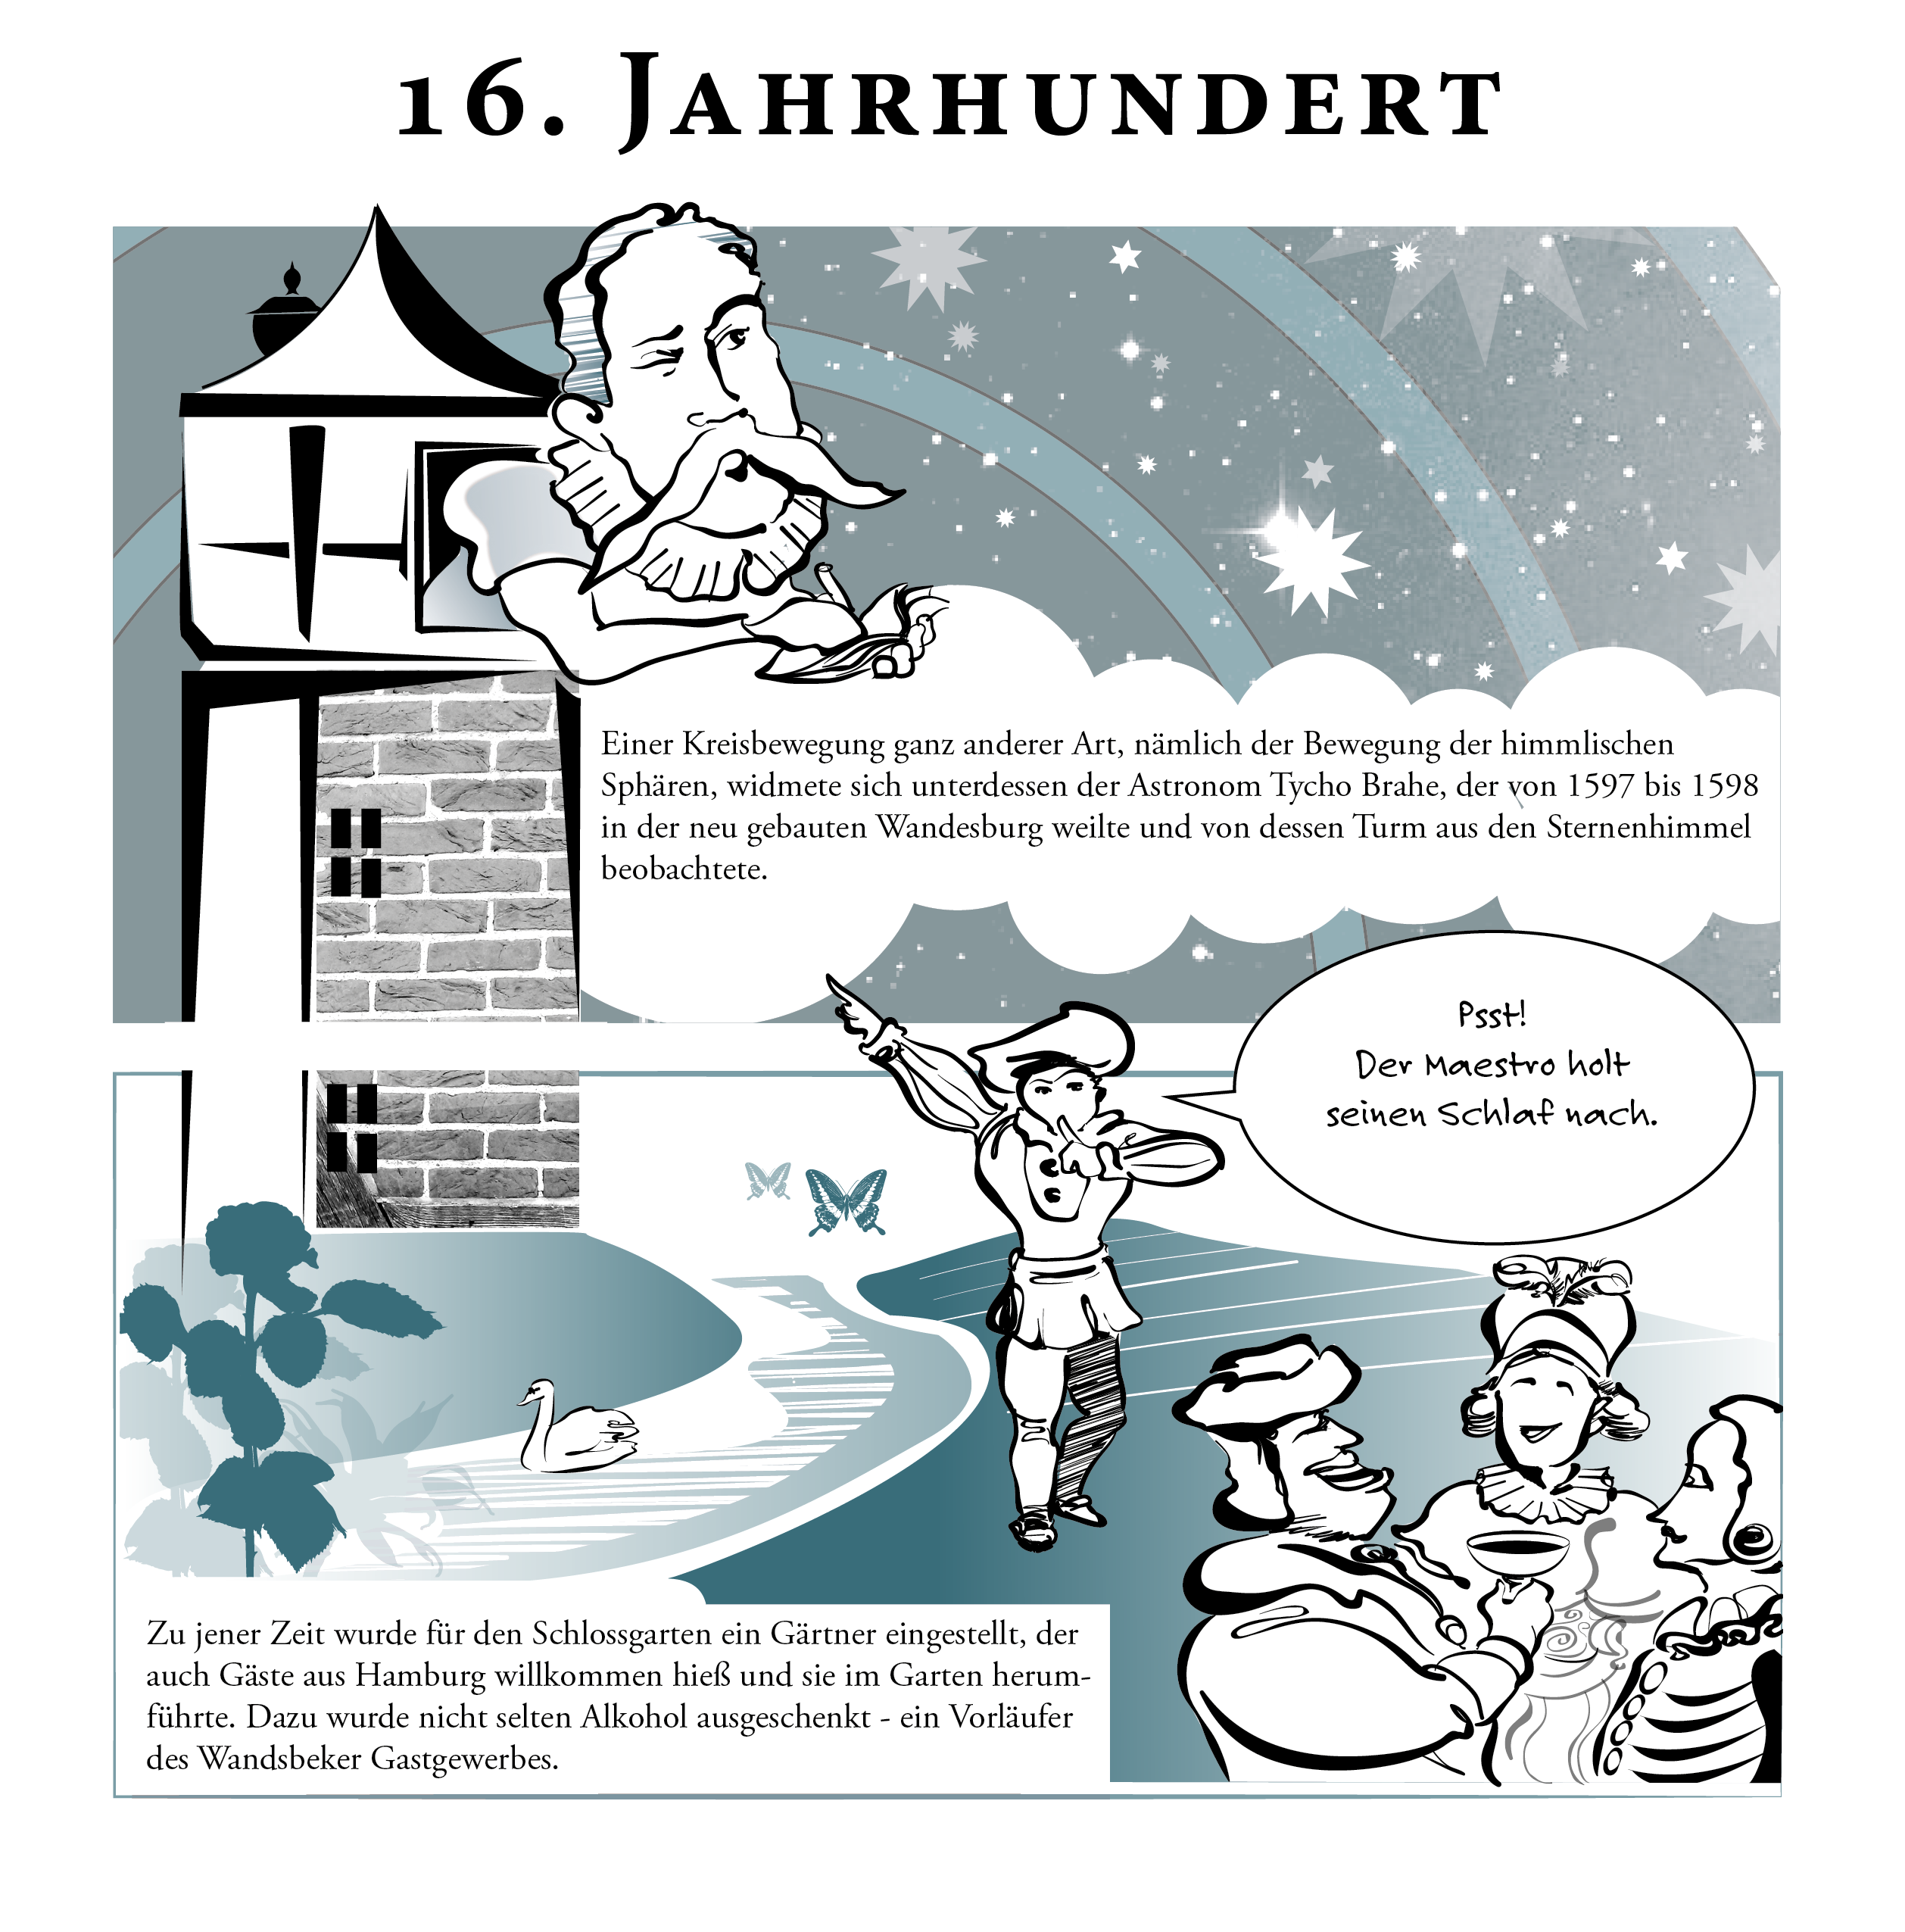 16. Jahrhundert
Einer Kreisbewegung ganz anderer Art, nämlich der Bewegung der himmlischen
Sphären, widmete sich unterdessen der Astronom Tycho Brahe, der von 1597 bis 1598
in der neu gebauten Wandesburg weilte und von dessen Turm aus den Sternenhimmel
beobachtete.
Psst!
Der Maestro holt
seinen Schlaf nach.
Zu jener Zeit wurde für den Schlossgarten ein Gärtner eingestellt, der
auch Gäste aus Hamburg willkommen hieß und sie im Garten herum-
führte. Dazu wurde nicht selten Alkohol ausgeschenkt - ein Vorläufer
des Wandsbeker Gastgewerbes.